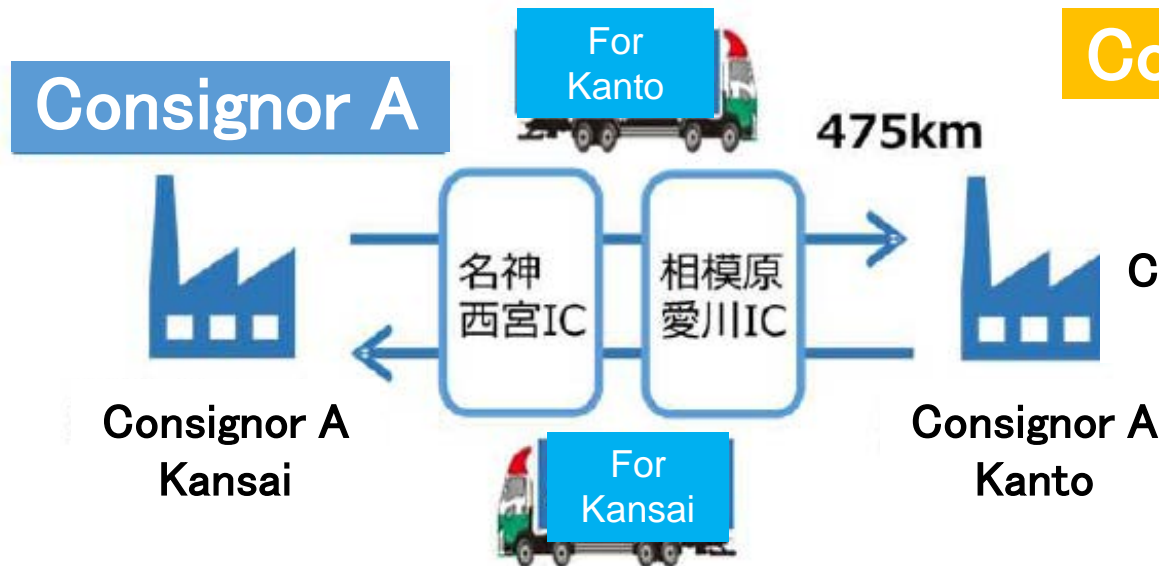 For
Kanto
Consignor A
475km
名神
西宮IC
相模原
愛川IC
Consignor A
Kansai
Consignor A
Kanto
For
Kansai